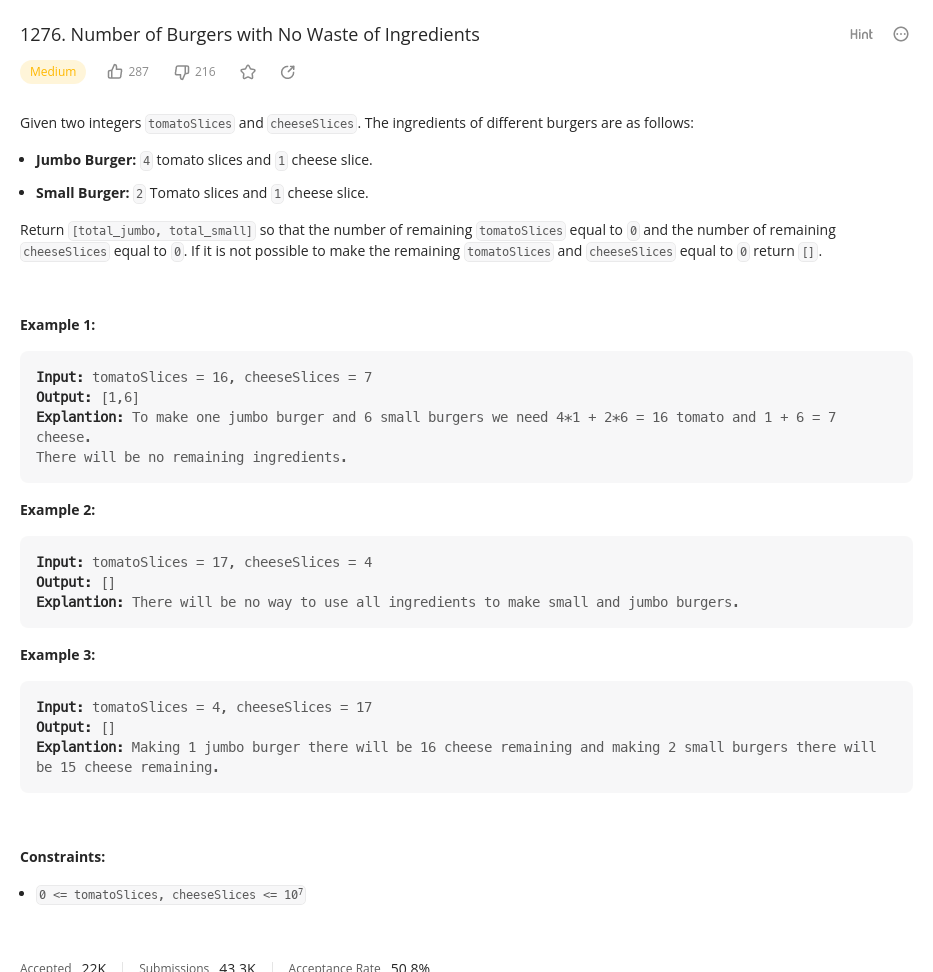 1276. Number of Burgers with No Waste of Ingredients
Hint
Medium 287 216
Given two integers tomatoSlices and cheeseSlices. The ingredients of different burgers are as follows:
• Jumbo Burger: 4 tomato slices and 1 cheese slice.
• Small Burger: 2 Tomato slices and 1 cheese slice.
Return [total_jumbo, total_small] so that the number of remaining tomatoSlices equal to 0 and the number of remaining
cheeseSlices equal to 0. If it is not possible to make the remaining tomatoSlices and cheeseSlices equal to 0 return [].
Example 1:
Input: tomatoSlices = 16, cheeseSlices = 7
Output: [1,6]
Explantion: To make one jumbo burger and 6 small burgers we need 4*1 + 2*6 = 16 tomato and 1 + 6 = 7
cheese.
There will be no remaining ingredients.
Example 2:
Input: tomatoSlices = 17, cheeseSlices = 4
Output: []
Explantion: There will be no way to use all ingredients to make small and jumbo burgers.
Example 3:
Input: tomatoSlices = 4, cheeseSlices = 17
Output: []
Explantion: Making 1 jumbo burger there will be 16 cheese remaining and making 2 small burgers there will
be 15 cheese remaining.
Constraints:
• 0 <= tomatoSlices, cheeseSlices <= 10⁷
Accepted 22K Submissions 43.3K Acceptance Rate 50.8%